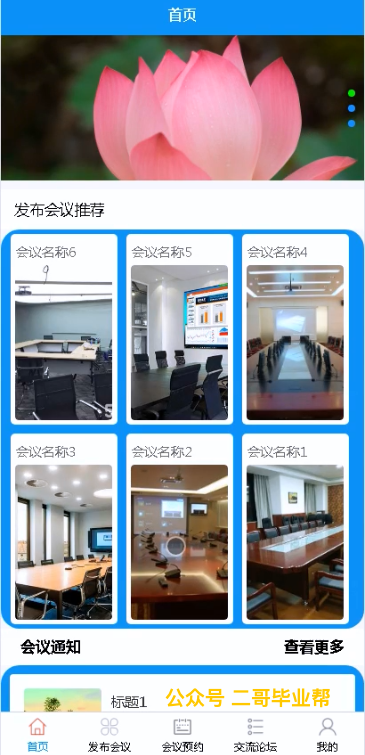 首页
发布会议推荐
会议名称6 会议名称5 会议名称4
会议名称3 会议名称2 会议名称1
会议通知 查看更多
标题1 公众号 二哥毕业帮
首页 发布会议 会议预约 交流论坛 我的